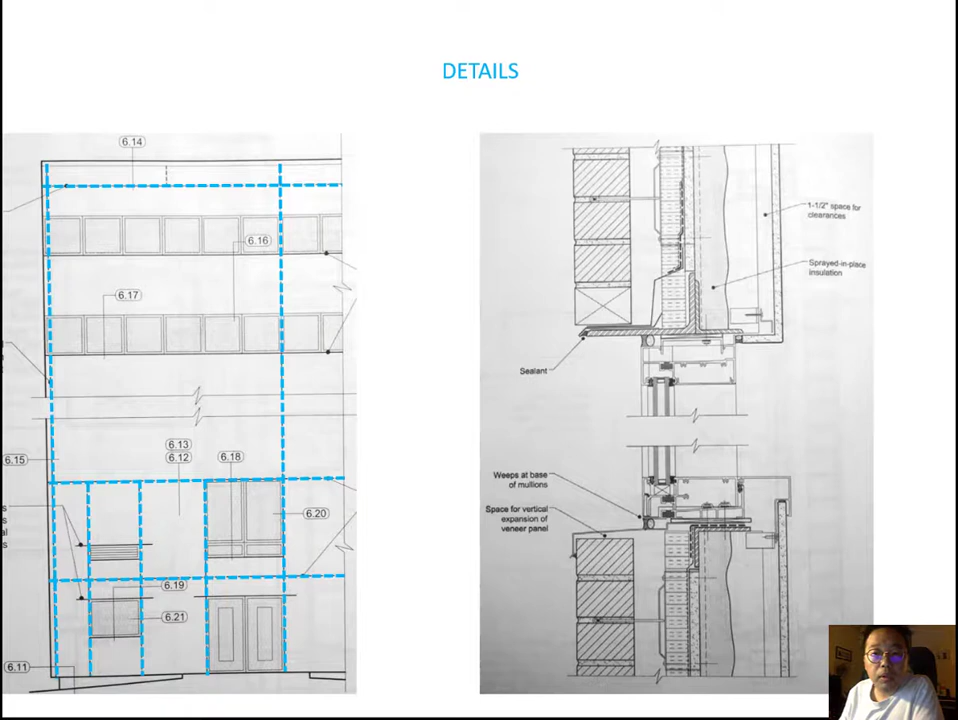 DETAILS
6.14
6.16
6.17
6.13
6.12
6.18
6.15
6.20
6.19
6.21
6.11
1-1/2" space for
clearances
Sprayed-in-place
insulation
Sealant
Weeps at base
of mullions
Space for vertical
expansion of
veneer panel